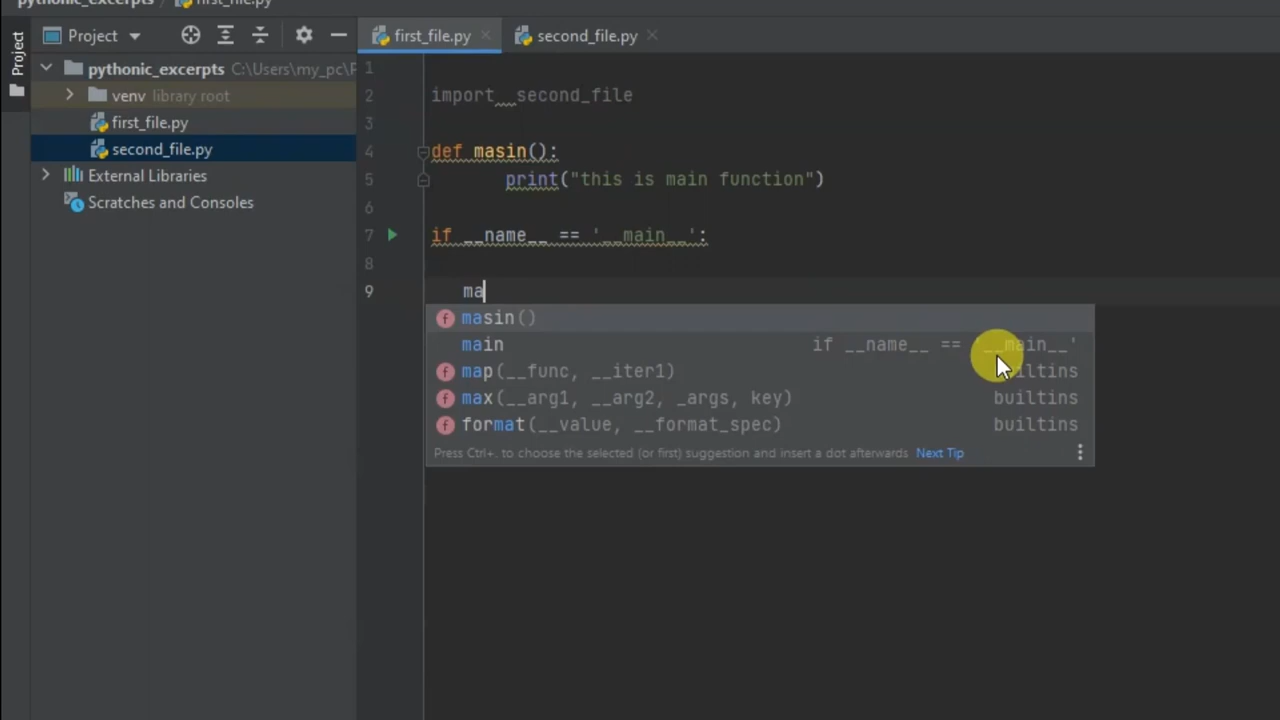 pythonic_excerpts first_file.py
Project
Project
first_file.py
second_file.py
pythonic_excerpts C:\Users\my_pc\P
venv library root
first_file.py
second_file.py
External Libraries
Scratches and Consoles
1
2 import  second_file
3
4 def masin():
5 print("this is main function")
6
7 if __name__ == '__main__':
8
9 ma
f masin()
main if __name__ == '__main__'
f map(__func, __iter1) builtins
f max(__arg1, __arg2, _args, key) builtins
f format(__value, __format_spec) builtins
Press Ctrl+. to choose the selected (or first) suggestion and insert a dot afterwards Next Tip